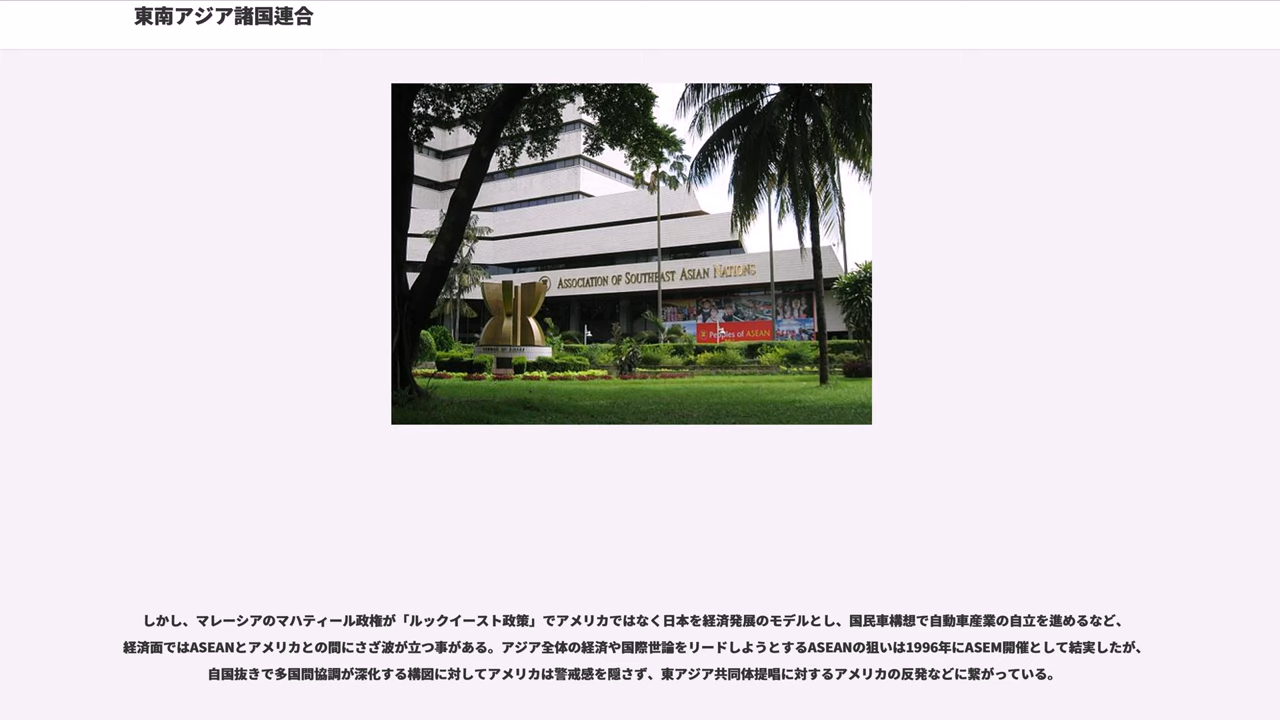 東南アジア諸国連合
ASSOCIATION OF SOUTHEAST ASIAN NATIONS
Peoples of ASEAN
しかし、マレーシアのマハティール政権が「ルックイースト政策」でアメリカではなく日本を経済発展のモデルとし、国民車構想で自動車産業の自立を進めるなど、
経済面ではASEANとアメリカとの間にさざ波が立つ事がある。アジア全体の経済や国際世論をリードしようとするASEANの狙いは1996年にASEM開催として結実したが、
自国抜きで多国間協調が深化する構図に対してアメリカは警戒感を隠さず、東アジア共同体提唱に対するアメリカの反発などに繋がっている。